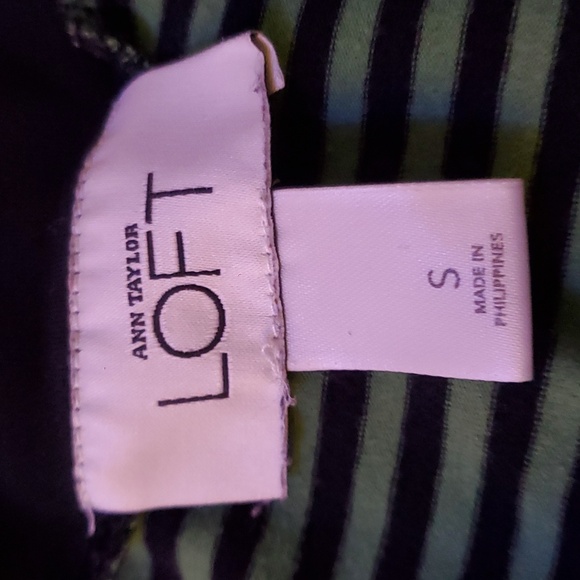 ANN TAYLOR
LOFT
S
MADE IN
PHILIPPINES